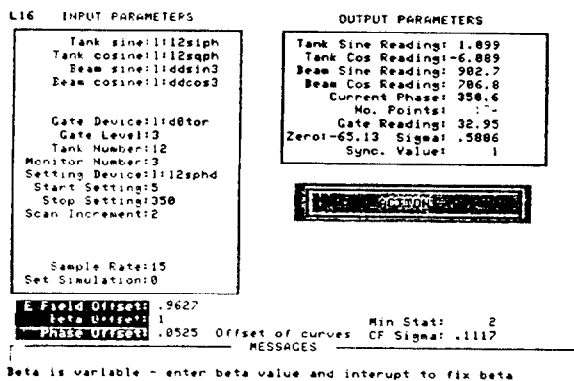 L16 INPUT PARAMETERS
Tank sine:1:12siph
Tank cosine:1:12sqph
Beam sine:1:ddsin3
Beam cosine:1:ddcos3
Gate Device:1:d0tor
Gate Level:3
Tank Number:12
Monitor Number:3
Setting Device:1:12sphd
Start Setting:5
Stop Setting:350
Scan Increment:2
Sample Rate:15
Set Simulation:0
OUTPUT PARAMETERS
Tank Sine Reading: 1.099
Tank Cos Reading:-6.089
Beam Sine Reading: 902.7
Beam Cos Reading: 706.8
Current Phase: 350.6
No. Points:
Gate Reading: 32.95
Zero:-65.13 Sigma: .5886
Sync. Value: 1
ACTION
E Field Offset: .9627
Beta Offset: 1
Phase Offset: .0525 Offset of curves
Min Stat: 2
CF Sigma: .1117
MESSAGES
Beta is variable - enter beta value and interupt to fix beta